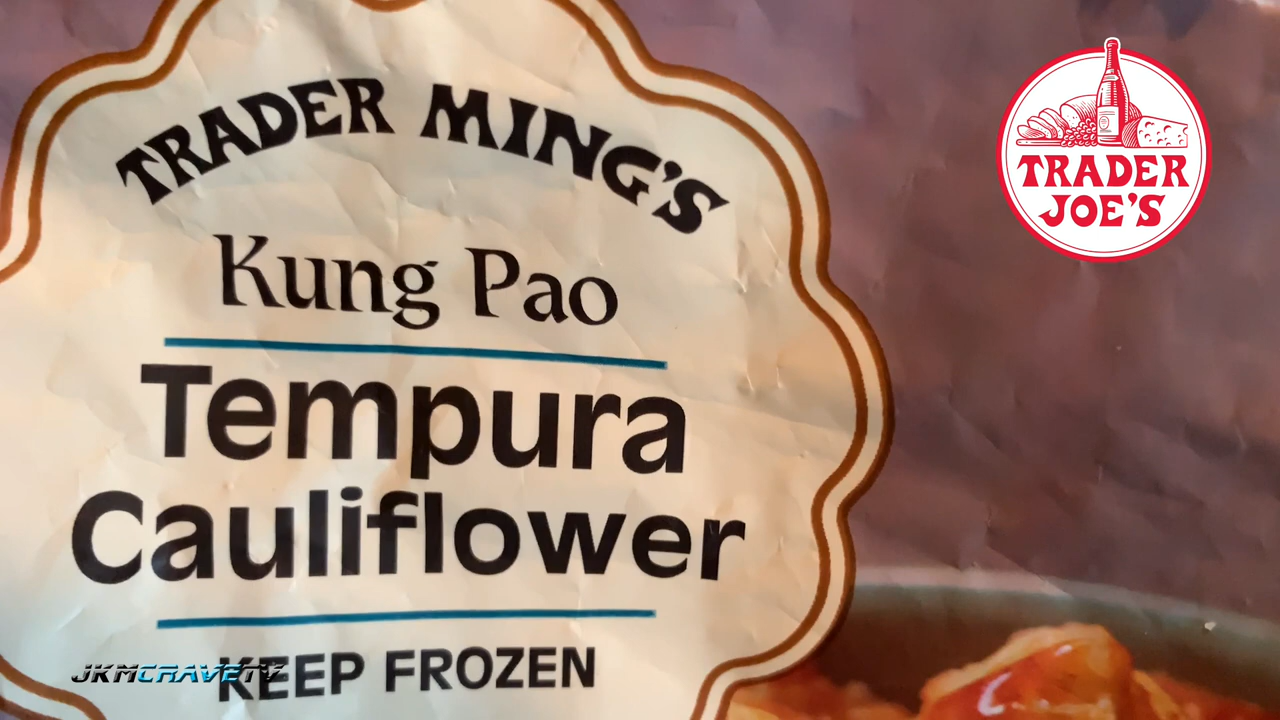 TRADER MING'S
Kung Pao
Tempura
Cauliflower
KEEP FROZEN
JKMCRAVETV
TRADER
JOE'S